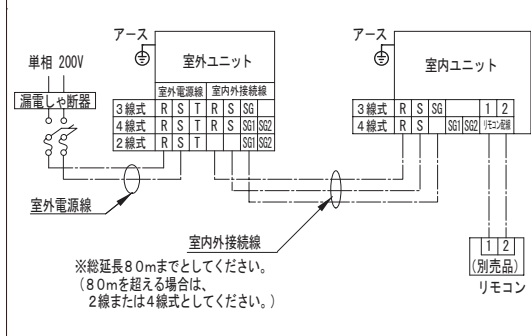 アース
単相 200V
漏電しゃ断器
室外ユニット
室外電源線 室内外接続線
3線式 R S T R S SG
4線式 R S T R S SG1 SG2
2線式 R S T SG1 SG2
アース
室内ユニット
3線式 R S SG 1 2
4線式 R S SG1 SG2 リモコン配線
室外電源線
室内外接続線
※総延長80mまでとしてください。
(80mを超える場合は、
2線または4線式としてください。)
1 2
(別売品)
リモコン